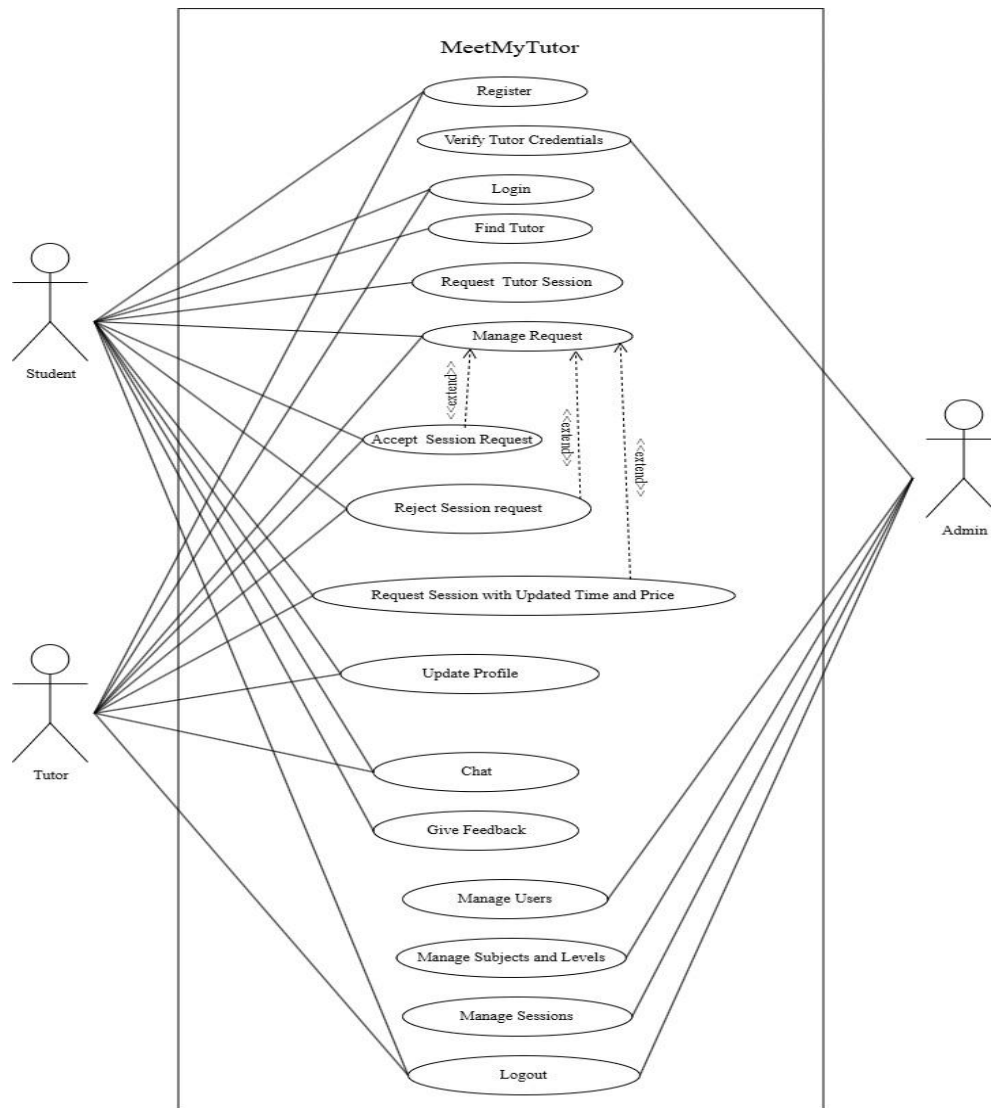 MeetMyTutor
Register
Verify Tutor Credentials
Login
Find Tutor
Request Tutor Session
Manage Request
Student
<<extend>>
<<extend>>
<<extend>>
Accept Session Request
Reject Session request
Admin
Request Session with Updated Time and Price
Update Profile
Tutor
Chat
Give Feedback
Manage Users
Manage Subjects and Levels
Manage Sessions
Logout